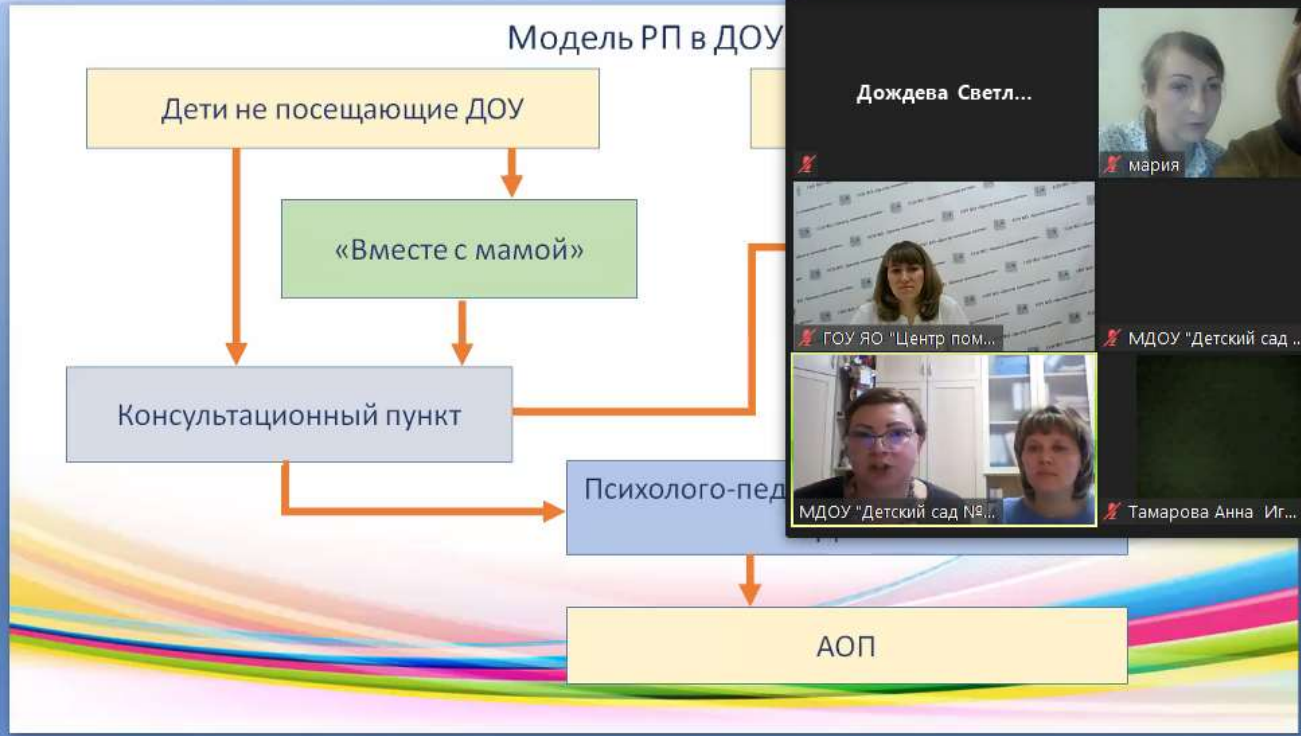 Модель РП в ДОУ
Дети не посещающие ДОУ
«Вместе с мамой»
Консультационный пункт
Психолого-пед
АОП
Дождева Светл...
мария
ГОУ ЯО "Центр пом...
МДОУ "Детский сад ...
МДОУ "Детский сад №...
Тамарова Анна Иг...